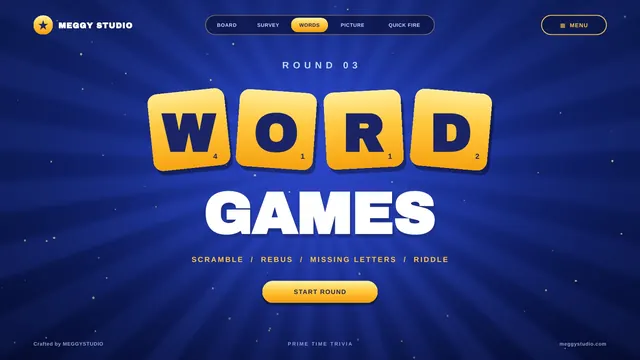 MEGGY STUDIO
BOARD SURVEY WORDS PICTURE QUICK FIRE
MENU
ROUND 03
W 4 O 1 R 1 D 2
GAMES
SCRAMBLE / REBUS / MISSING LETTERS / RIDDLE
START ROUND
Crafted by MEGGYSTUDIO
PRIME TIME TRIVIA
meggystudio.com